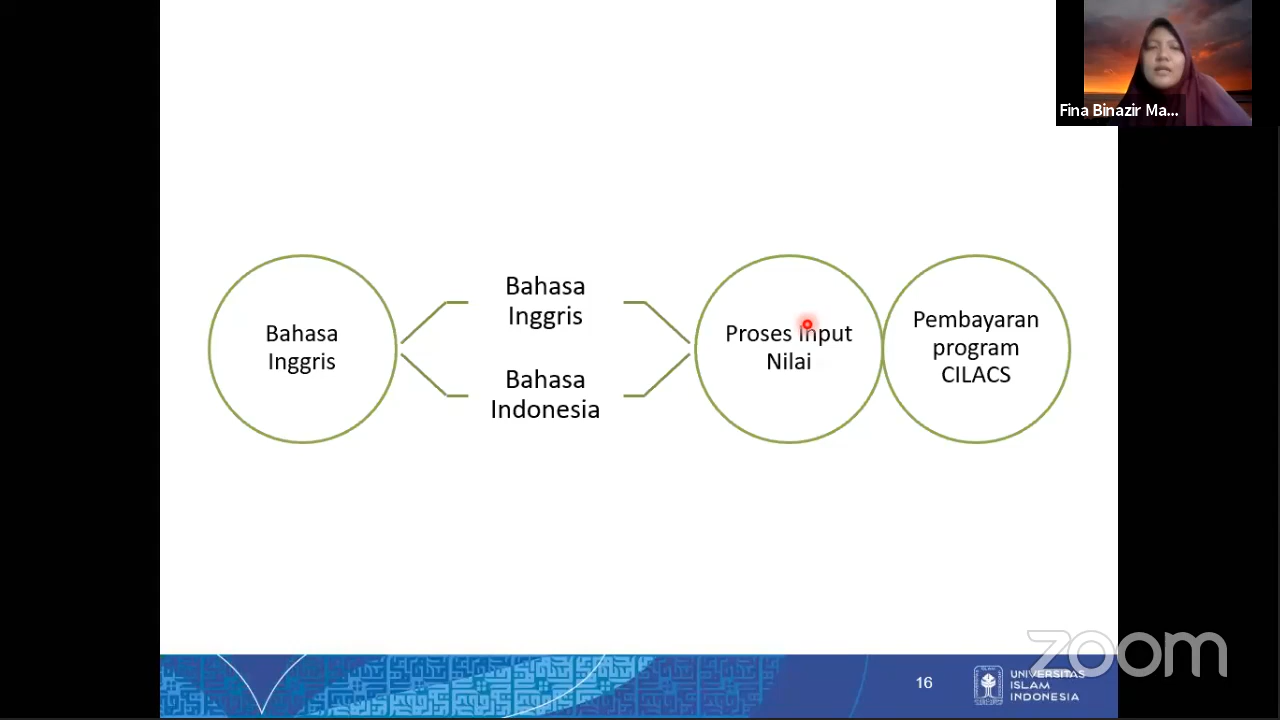 Fina Binazir Ma...
Bahasa
Inggris
Bahasa
Inggris
Bahasa
Indonesia
Proses Input
Nilai
Pembayaran
program
CILACS
16
UNIVERSITAS
ISLAM
INDONESIA
zoom